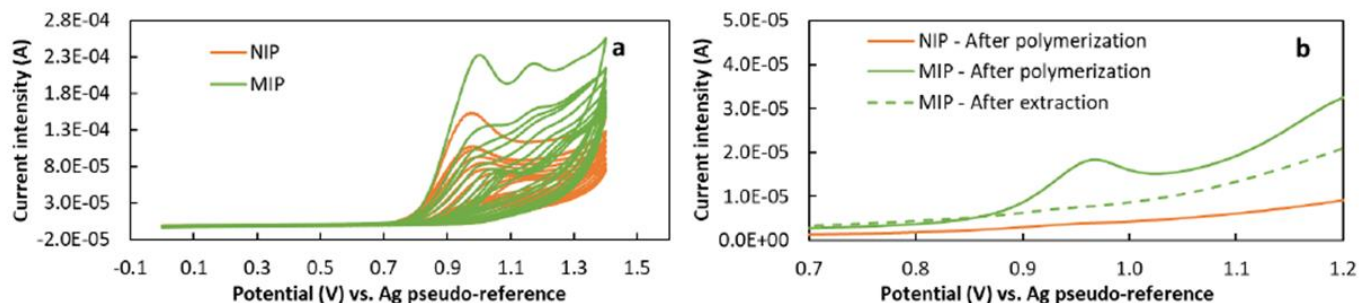 Current intensity (A)
2.8E-04
2.3E-04
1.8E-04
1.3E-04
8.0E-05
3.0E-05
-2.0E-05
NIP
MIP
a
-0.1 0.1 0.3 0.5 0.7 0.9 1.1 1.3 1.5
Potential (V) vs. Ag pseudo-reference
Current intensity (A)
5.0E-05
4.0E-05
3.0E-05
2.0E-05
1.0E-05
0.0E+00
NIP - After polymerization
MIP - After polymerization
MIP - After extraction
b
0.7 0.8 0.9 1.0 1.1 1.2
Potential (V) vs. Ag pseudo-reference